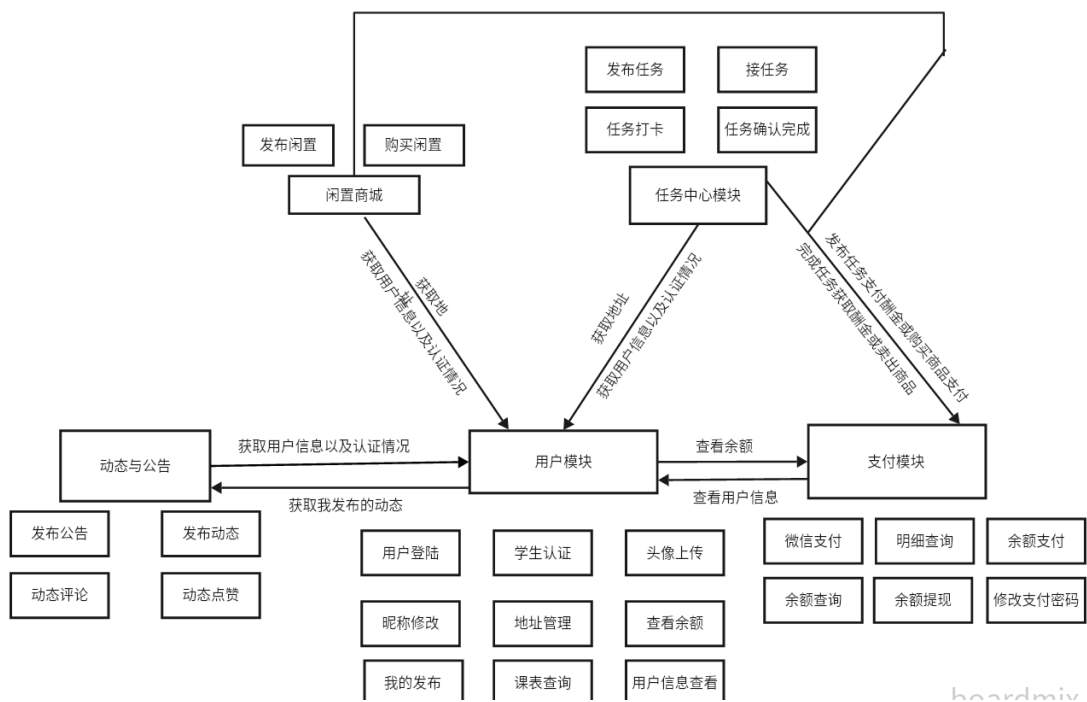 发布任务
接任务
任务打卡
任务确认完成
发布闲置
购买闲置
闲置商城
任务中心模块
获取地
址
获取用户信息以及认证情况
获取地址
获取用户信息以及认证情况
发布任务支付酬金或购买商品支付
完成任务获取酬金或卖出商品
动态与公告
获取用户信息以及认证情况
获取我发布的动态
用户模块
查看余额
查看用户信息
支付模块
发布公告
发布动态
动态评论
动态点赞
用户登陆
学生认证
头像上传
昵称修改
地址管理
查看余额
我的发布
课表查询
用户信息查看
微信支付
明细查询
余额支付
余额查询
余额提现
修改支付密码
boardmix